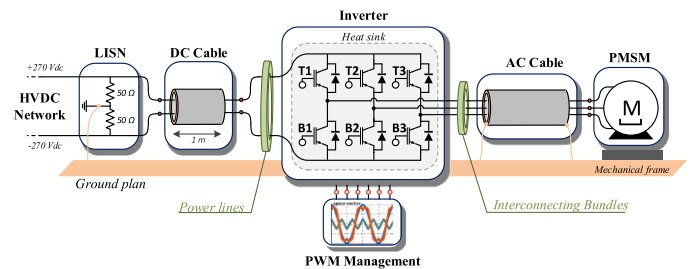 Inverter
Heat sink
LISN
DC Cable
AC Cable
PMSM
+270 Vdc
HVDC
Network
-270 Vdc
50 Ω
50 Ω
1 m
T1
T2
T3
B1
B2
B3
M
Ground plan
Mechanical frame
Power lines
Interconnecting Bundles
PWM Management